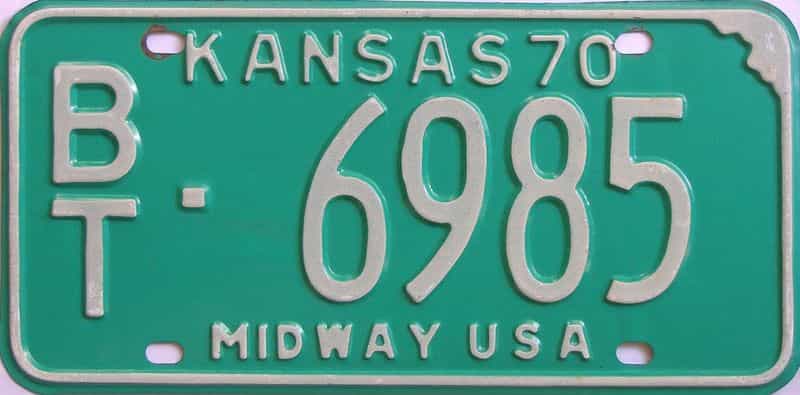 KANSAS 70
BT - 6985
MIDWAY USA